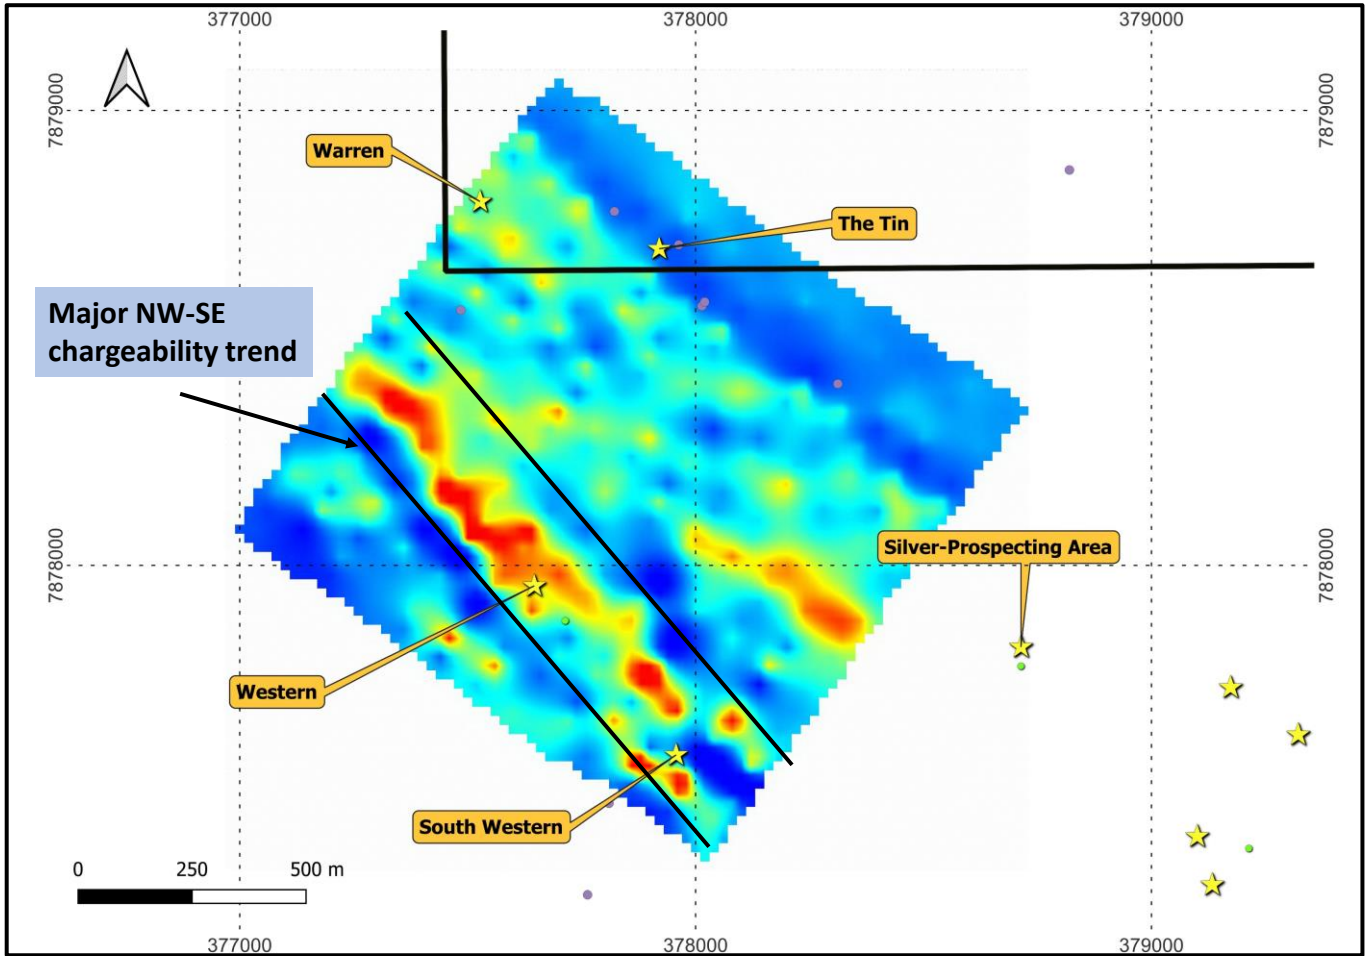 377000
378000
379000
7879000
7879000
Warren
The Tin
Major NW-SE
chargeability trend
Silver-Prospecting Area
7878000
7878000
Western
South Western
0
250
500 m
377000
378000
379000